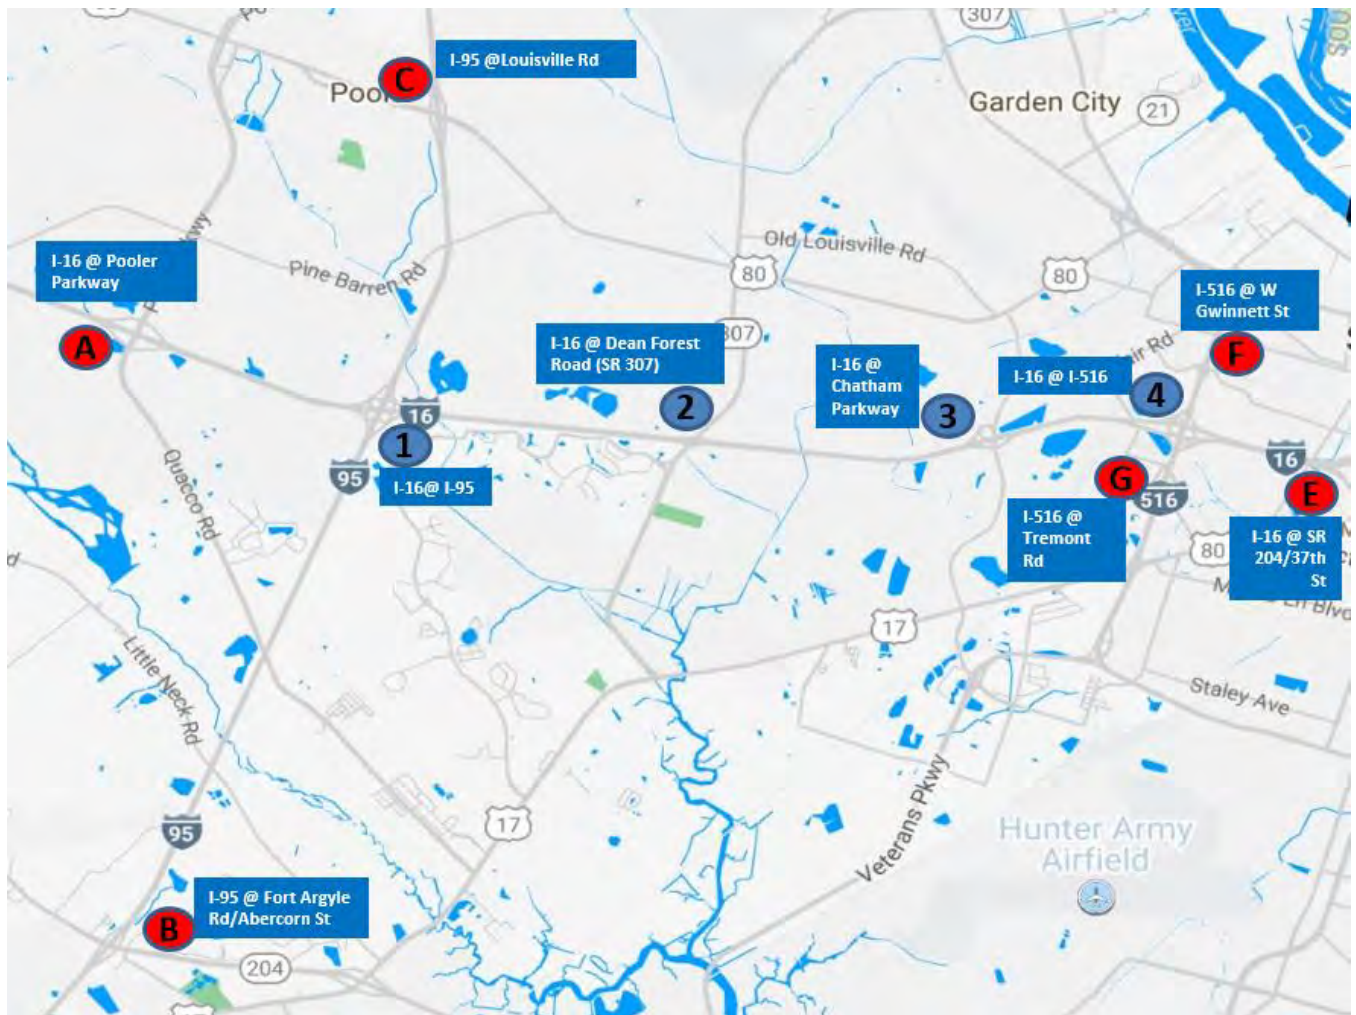 307
I-95 @Louisville Rd
C
Garden City
21
Old Louisville Rd
80
80
I-16 @ Pooler
Parkway
Pine Barren Rd
I-516 @ W
Gwinnett St
A
I-16 @ Dean Forest
Road (SR 307)
I-16 @
Chatham
Parkway
I-16 @ I-516
F
2
3
4
16
1
95
I-16@ I-95
Quacco Rd
16
G
516
E
I-516 @
Tremont
Rd
80
I-16 @ SR
204/37th
St
17
Little Neck Rd
Staley Ave
95
17
Veterans Pkwy
Hunter Army
Airfield
I-95 @ Fort Argyle
Rd/Abercorn St
B
204